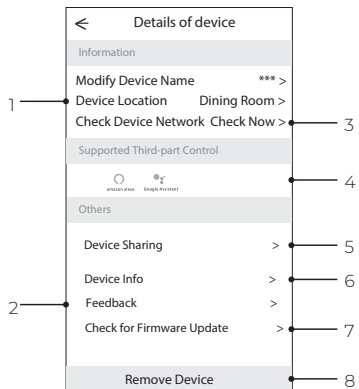 Details of device
Information
Modify Device Name *** >
1 Device Location Dining Room >
Check Device Network Check Now > 3
Supported Third-part Control
amazon alexa Google Assistant 4
Others
Device Sharing > 5
Device Info > 6
2 Feedback >
Check for Firmware Update > 7
Remove Device 8